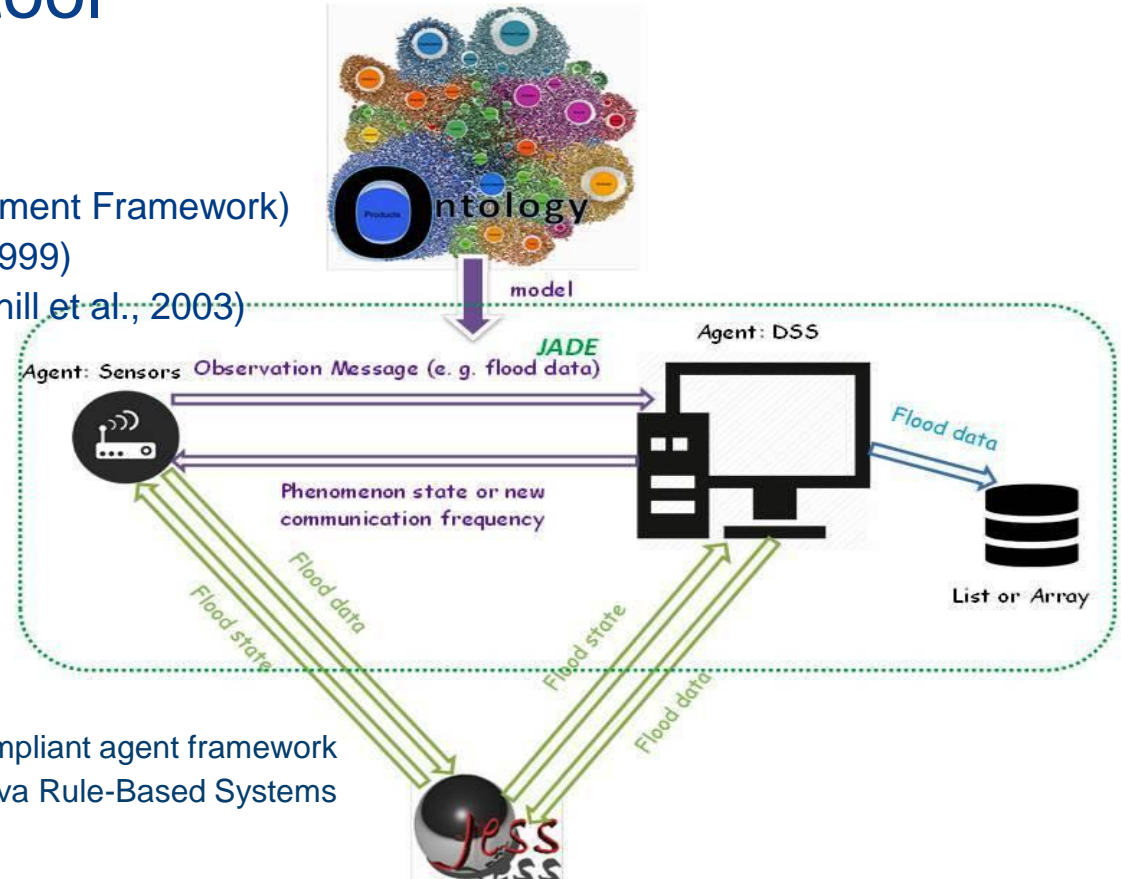 ment Framework)
999)
hill et al., 2003)
Products
Ontology
model
JADE
Agent: DSS
Agent: Sensors
Observation Message (e. g. flood data)
Flood data
Phenomenon state or new
communication frequency
List or Array
Flood data
Flood state
Flood state
Flood data
mpliant agent framework
va Rule-Based Systems
Jess